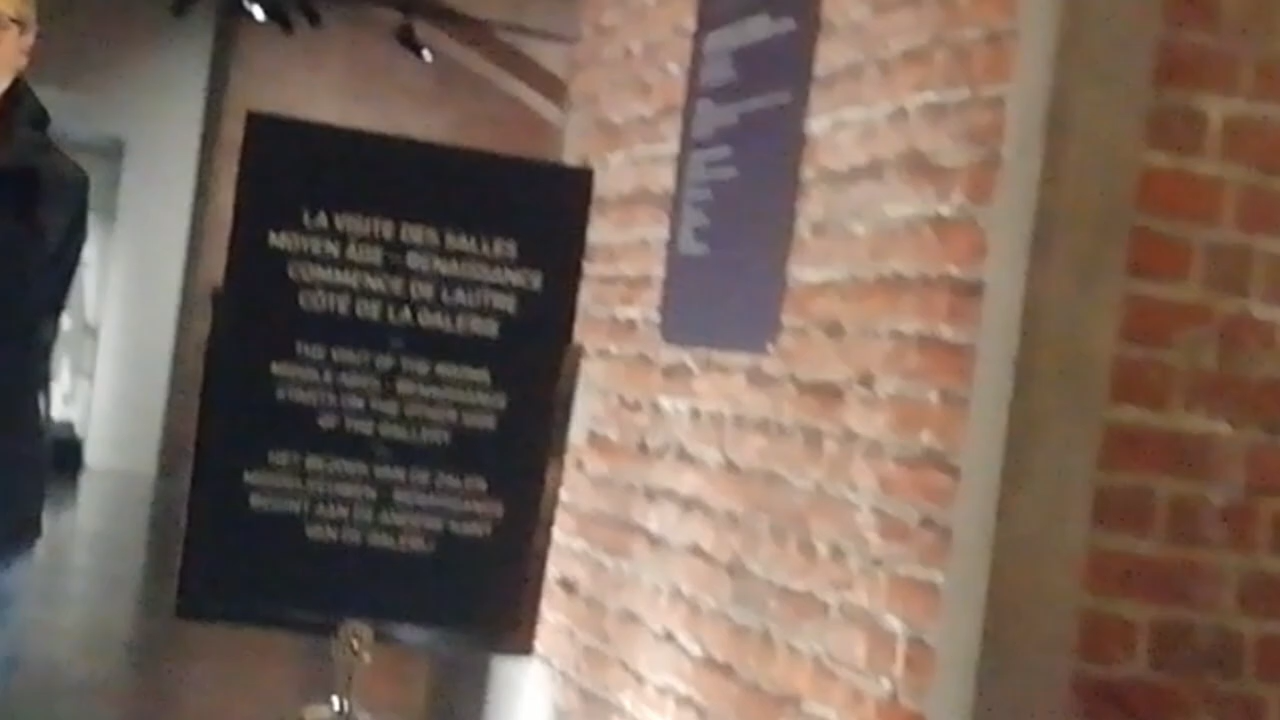 LA VISITE DES SALLES
MOYEN ÂGE - RENAISSANCE
COMMENCE DE L'AUTRE
CÔTÉ DE LA GALERIE
THE VISIT OF THE ROOMS
MIDDLE AGES - RENAISSANCE
STARTS ON THE OTHER SIDE
OF THE GALLERY
HET BEZOEK VAN DE ZALEN
MIDDELEEUWEN - RENAISSANCE
BEGINT AAN DE ANDERE KANT
VAN DE GALERIJ